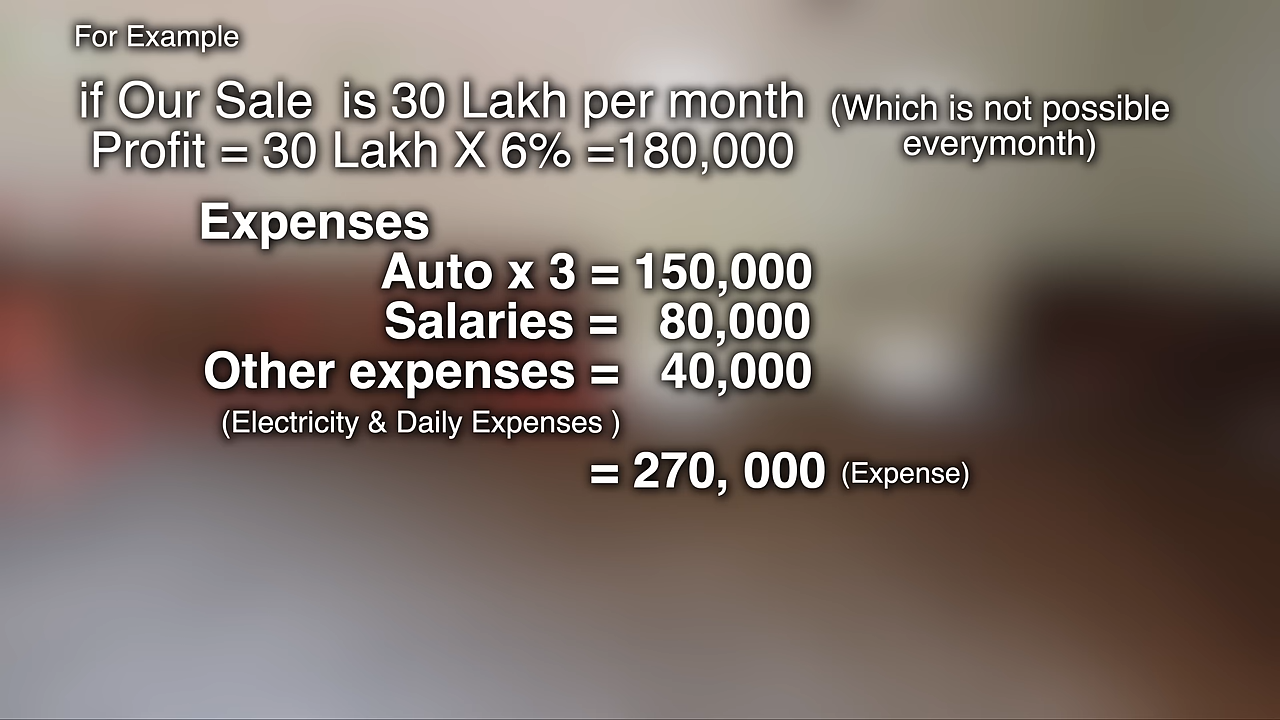 For Example
if Our Sale is 30 Lakh per month (Which is not possible
everymonth)
Profit = 30 Lakh X 6% =180,000
Expenses
Auto x 3 = 150,000
Salaries = 80,000
Other expenses = 40,000
(Electricity & Daily Expenses )
= 270, 000 (Expense)